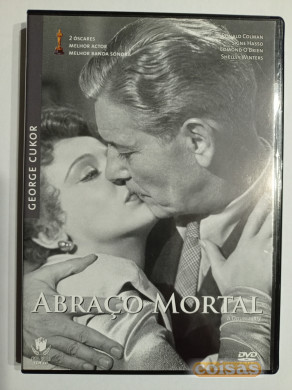 2 ÓSCARES
MELHOR ACTOR
MELHOR BANDA SONORA
RONALD COLMAN
SIGNE HASSO
EDMOND O'BRIEN
SHELLEY WINTERS
GEORGE CUKOR
ABRAÇO MORTAL
DVD
coisas